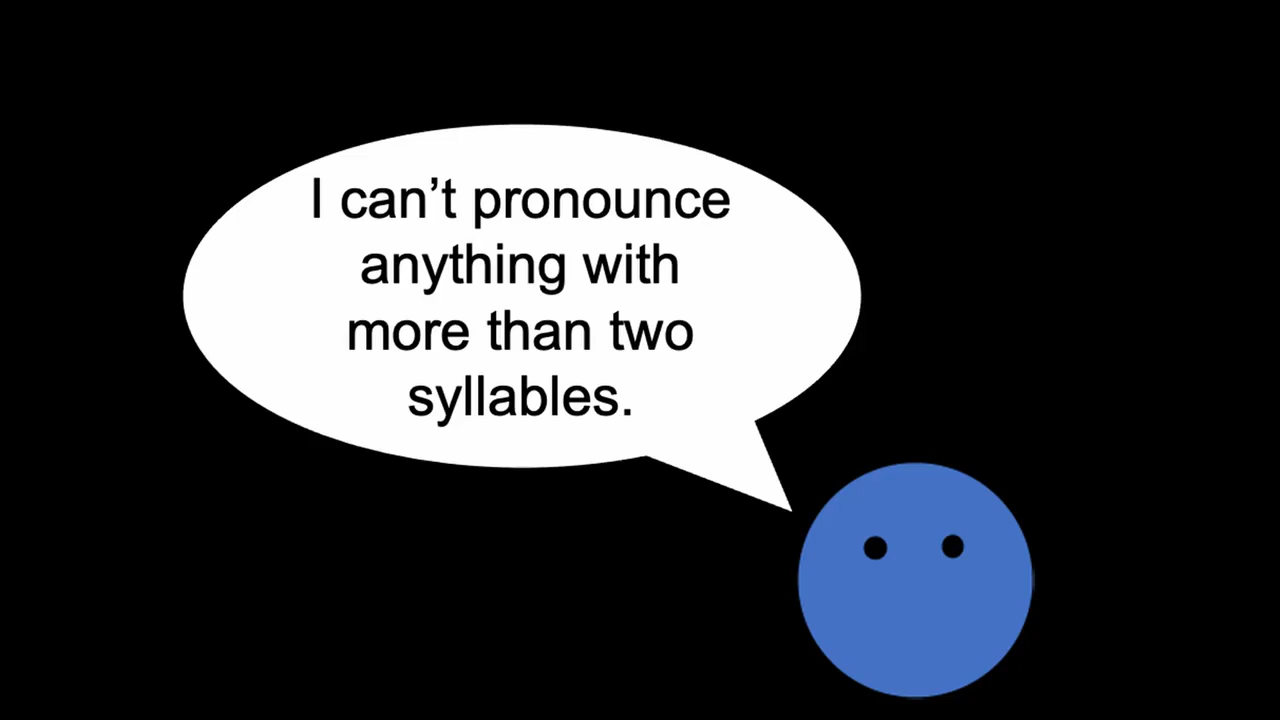 I can’t pronounce
anything with
more than two
syllables.